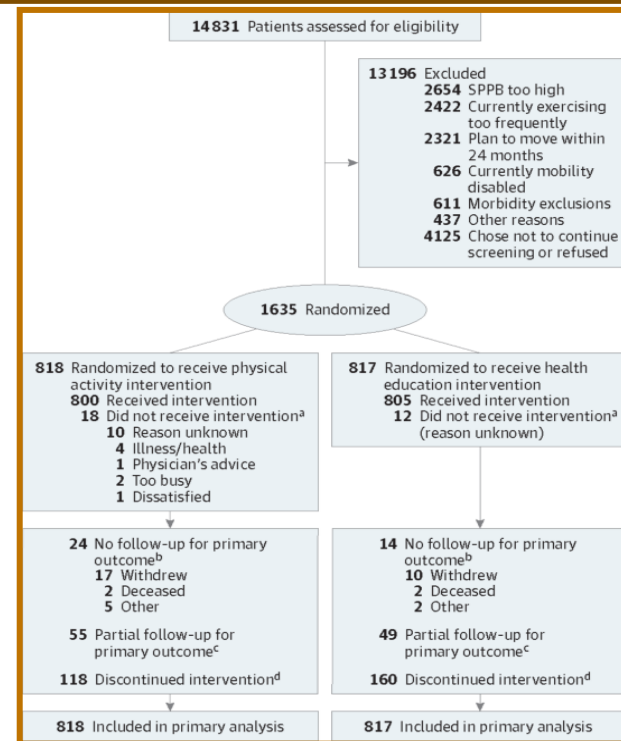 14831 Patients assessed for eligibility
13196 Excluded
2654 SPPB too high
2422 Currently exercising
too frequently
2321 Plan to move within
24 months
626 Currently mobility
disabled
611 Morbidity exclusions
437 Other reasons
4125 Chose not to continue
screening or refused
1635 Randomized
818 Randomized to receive physical
activity intervention
800 Received intervention
18 Did not receive interventionᵃ
10 Reason unknown
4 Illness/health
1 Physician's advice
2 Too busy
1 Dissatisfied
817 Randomized to receive health
education intervention
805 Received intervention
12 Did not receive interventionᵃ
(reason unknown)
24 No follow-up for primary
outcomeᵇ
17 Withdrew
2 Deceased
5 Other
55 Partial follow-up for
primary outcomeᶜ
118 Discontinued interventionᵈ
14 No follow-up for primary
outcomeᵇ
10 Withdrew
2 Deceased
2 Other
49 Partial follow-up for
primary outcomeᶜ
160 Discontinued interventionᵈ
818 Included in primary analysis
817 Included in primary analysis